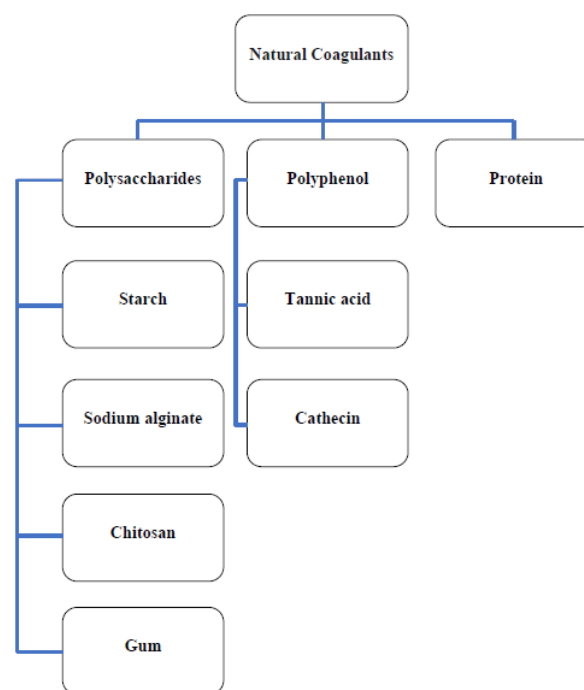 Natural Coagulants
Polysaccharides
Polyphenol
Protein
Starch
Tannic acid
Sodium alginate
Cathecin
Chitosan
Gum